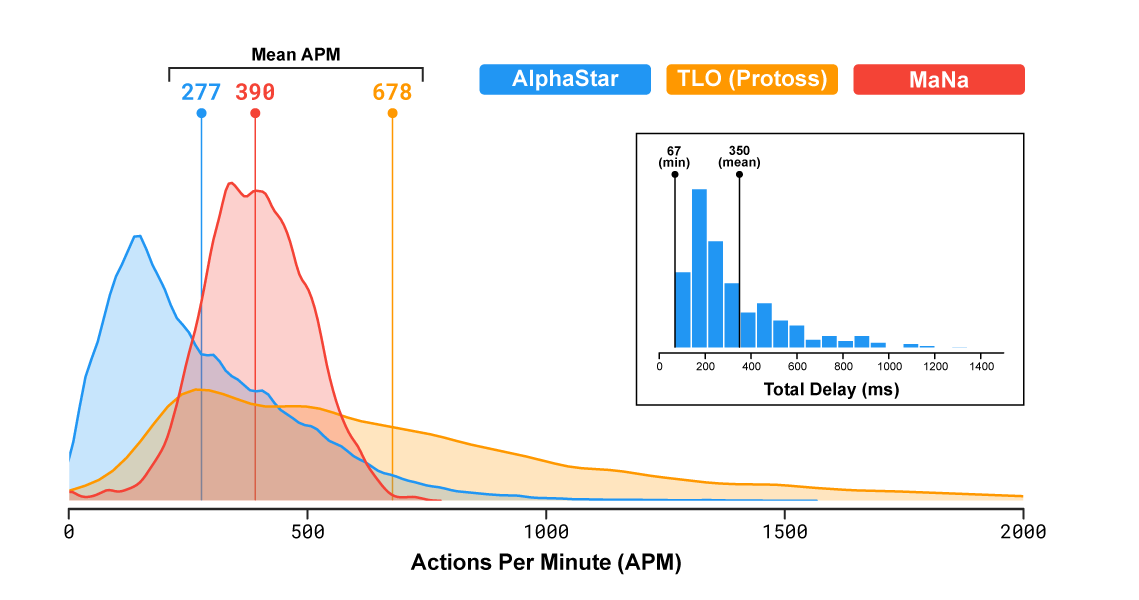 Mean APM
277 390 678
AlphaStar TLO (Protoss) MaNa
67 350
(min) (mean)
0 200 400 600 800 1000 1200 1400
Total Delay (ms)
0 500 1000 1500 2000
Actions Per Minute (APM)